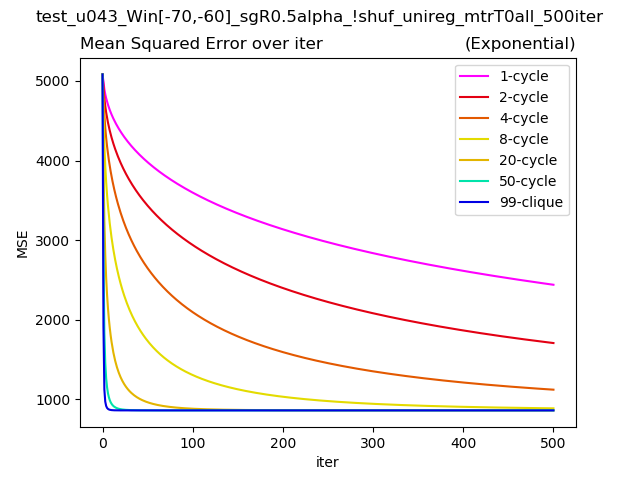 test_u043_Win[-70,-60]_sgR0.5alpha_!shuf_unireg_mtrT0all_500iter
Mean Squared Error over iter (Exponential)
5000
4000
3000
2000
1000
MSE
1-cycle
2-cycle
4-cycle
8-cycle
20-cycle
50-cycle
99-clique
0 100 200 300 400 500
iter